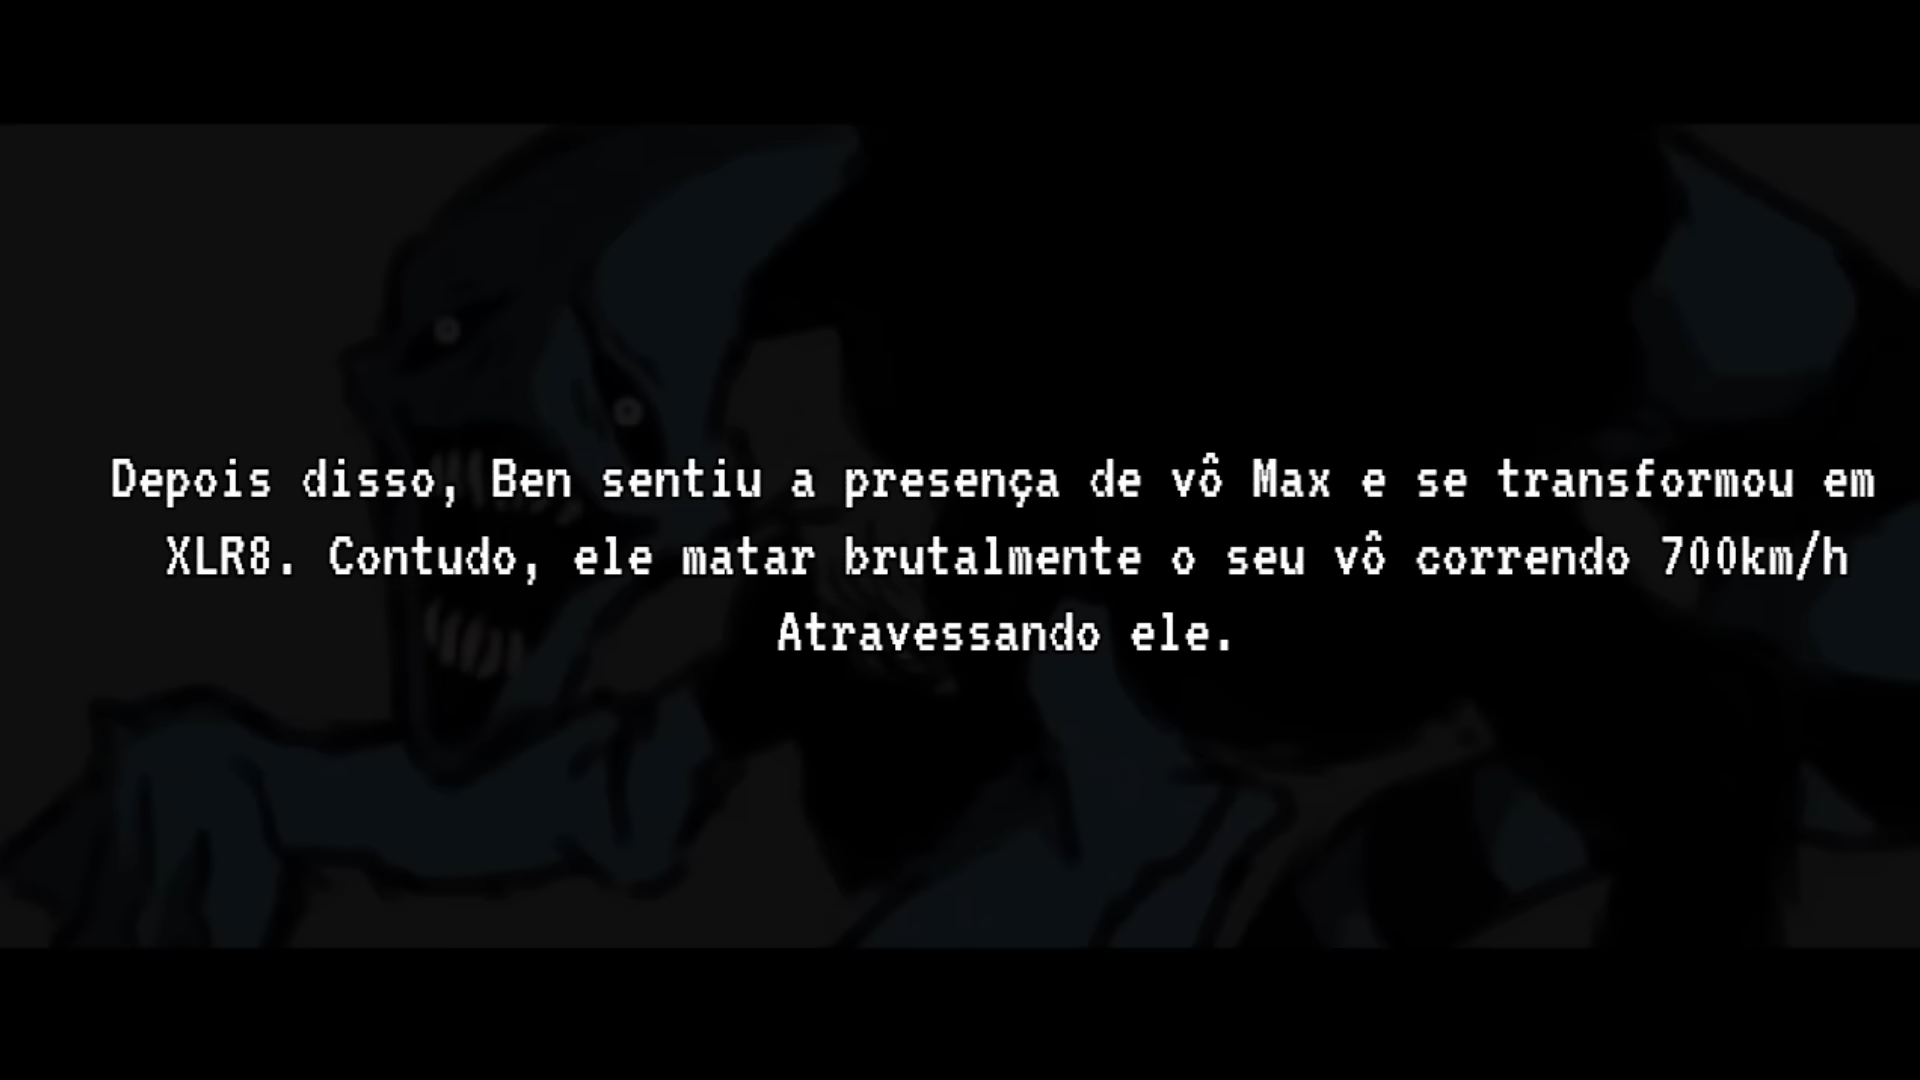 Depois disso, Ben sentiu a presença de vô Max e se transformou em
XLR8. Contudo, ele matar brutalmente o seu vô correndo 700km/h
Atravessando ele.